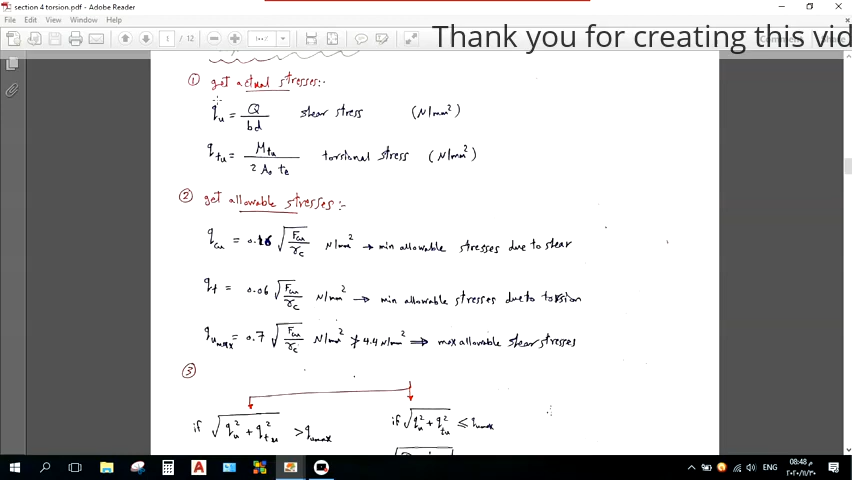 section 4 torsion.pdf - Adobe Reader
File Edit View Window Help
Thank you for creating this vid
1 / 12
① get actual stresses:-
qu = Q / bd shear stress (N/mm²)
qtu = Mtu / 2 A₀ te torsional stress (N/mm²)
② get allowable stresses:-
qcu = 0.16 √(Fcu/γc) N/mm² → min allowable stresses due to shear
qt = 0.06 √(Fcu/γc) N/mm² → min allowable stresses due to torsion
qumax = 0.7 √(Fcu/γc) N/mm² ≯ 4.4 N/mm² ⇒ max allowable shear stresses
③
if √(qu² + qtu²) > qumax if √(qu² + qtu²) ≤ qumax
ENG
08:48 م
٢٠٢٠/١١/٣٠